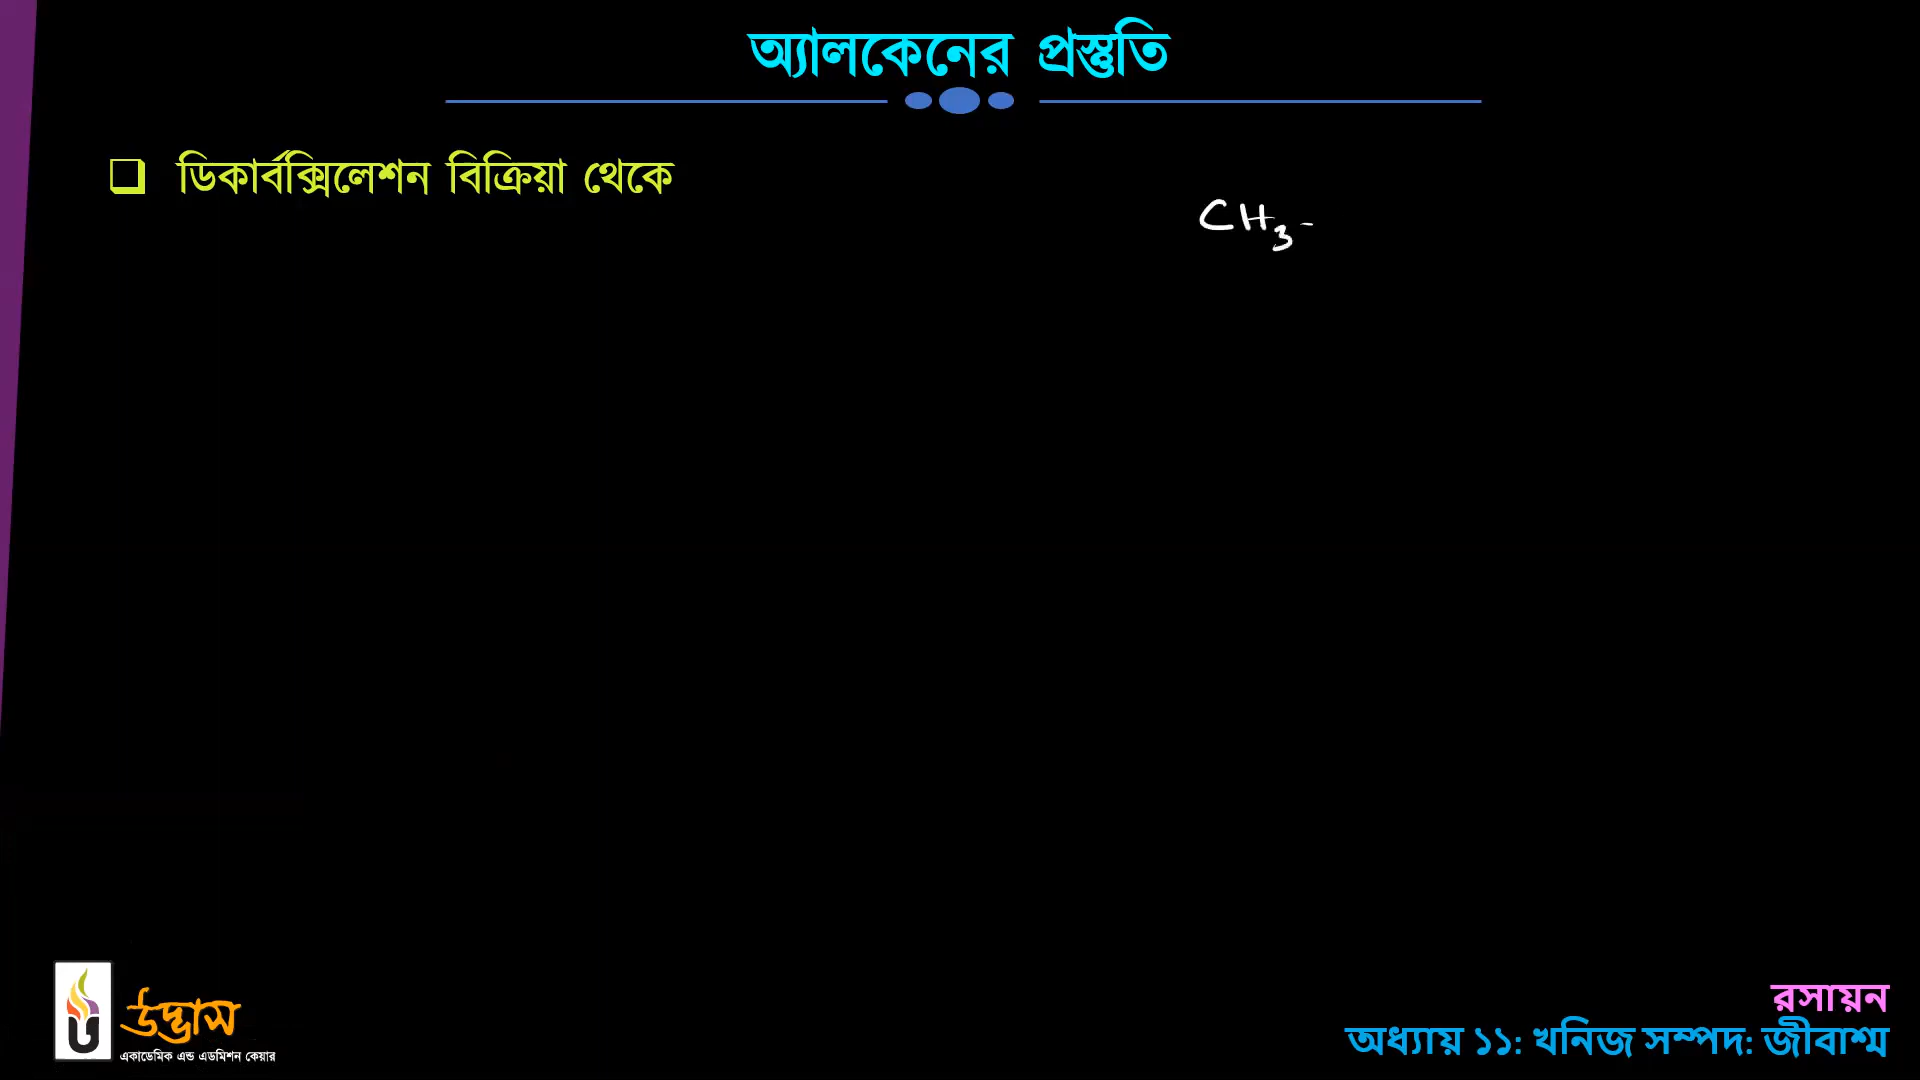 অ্যালকেনের প্রস্তুতি
ডিকার্বক্সিলেশন বিক্রিয়া থেকে
CH3-
উদ্ভাস
একাডেমিক এন্ড এডমিশন কেয়ার
রসায়ন
অধ্যায় ১১: খনিজ সম্পদ: জীবাশ্ম